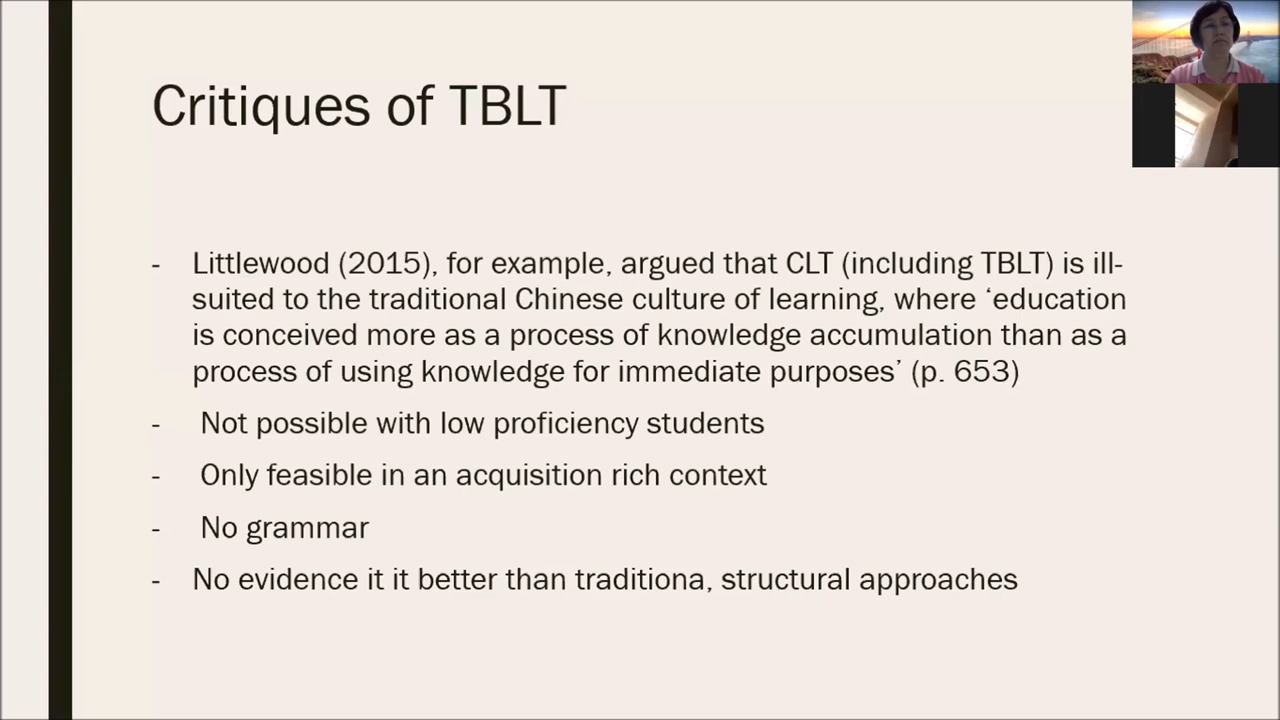 Critiques of TBLT
- Littlewood (2015), for example, argued that CLT (including TBLT) is ill-
suited to the traditional Chinese culture of learning, where ‘education
is conceived more as a process of knowledge accumulation than as a
process of using knowledge for immediate purposes’ (p. 653)
- Not possible with low proficiency students
- Only feasible in an acquisition rich context
- No grammar
- No evidence it it better than traditiona, structural approaches